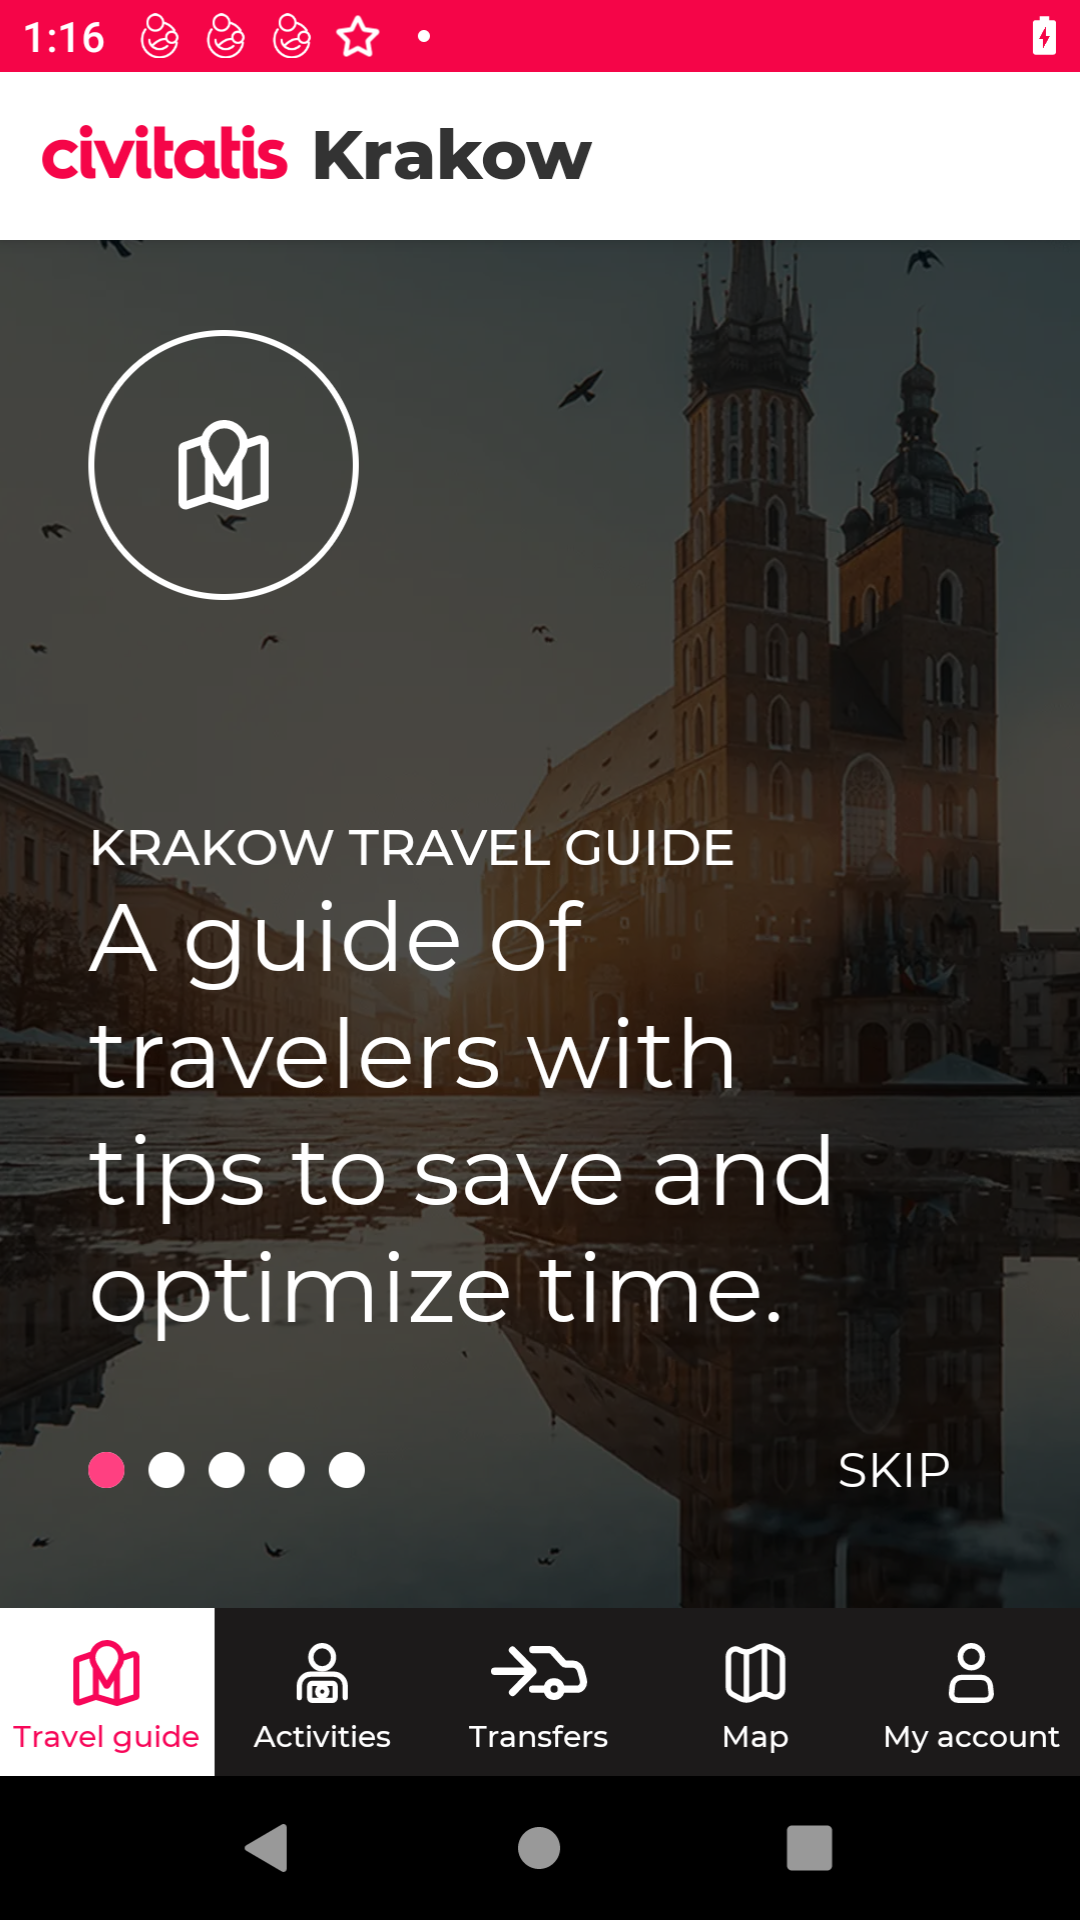 1:16
civitatis Krakow
KRAKOW TRAVEL GUIDE
A guide of
travelers with
tips to save and
optimize time.
SKIP
Travel guide
Activities
Transfers
Map
My account